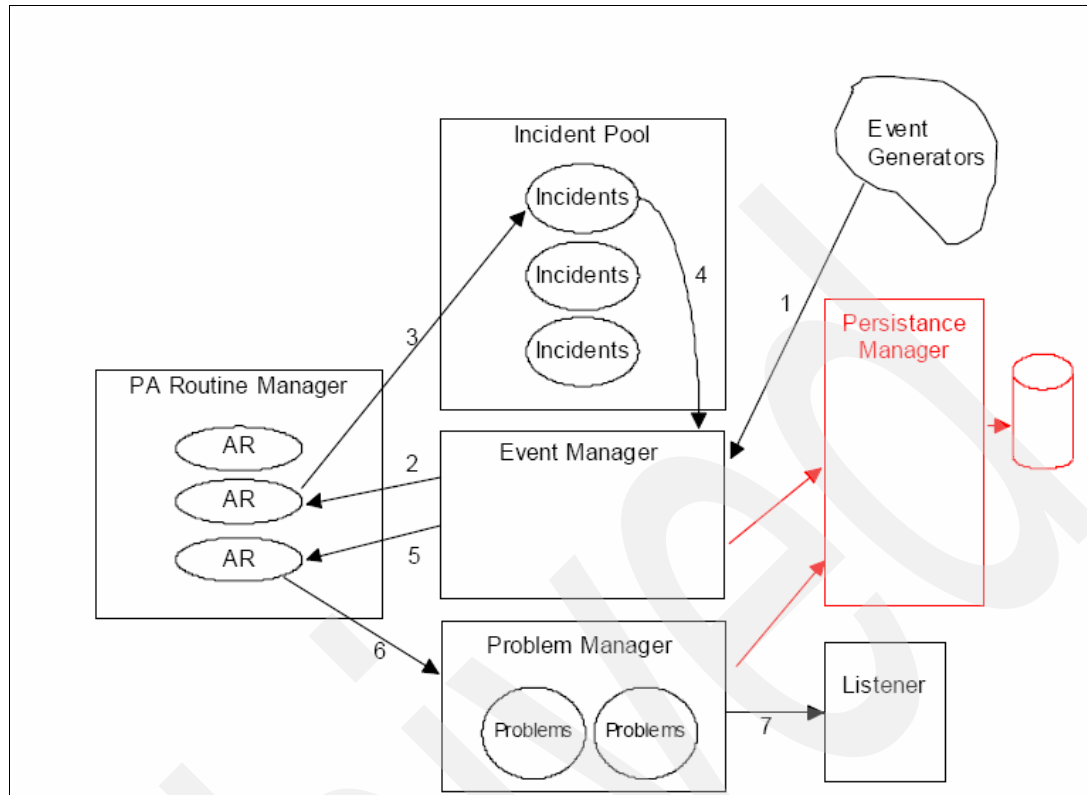 Incident Pool
Incidents
Incidents
Incidents
Event
Generators
1
4
3
Persistance
Manager
PA Routine Manager
AR
AR
AR
2
5
Event Manager
6
Problem Manager
Problems
Problems
7
Listener